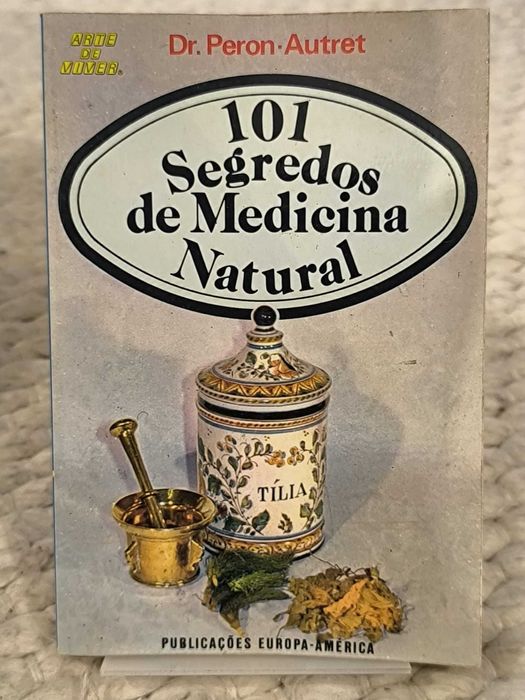 ARTE
DE
VIVER®
Dr. Peron-Autret
101
Segredos
de Medicina
Natural
TÍLIA
PUBLICAÇÕES EUROPA-AMÉRICA